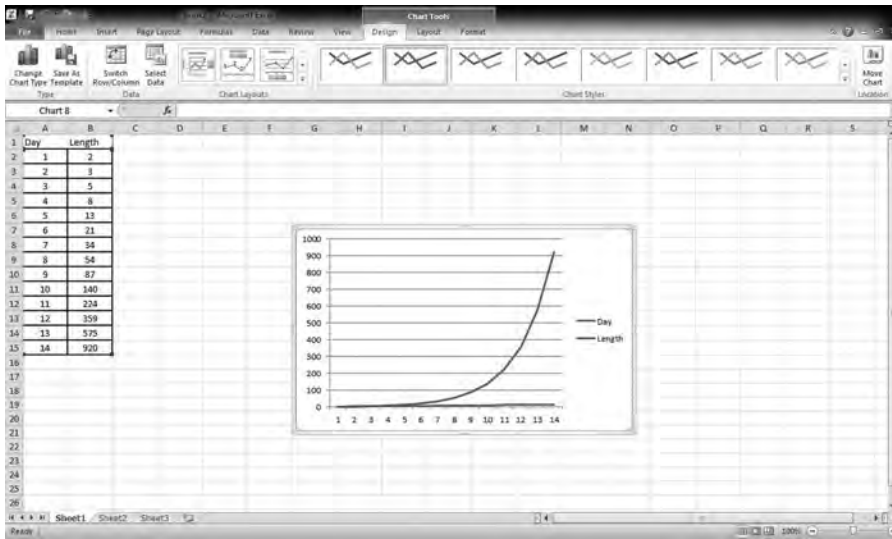 Chart Tools
File Home Insert Page Layout Formulas Data Review View Design Layout Format
Change Chart Type
Save As Template
Switch Row/Column
Select Data
Move Chart
Type Data Chart Layouts Chart Styles Location
Chart 8 fx
A B C D E F G H I J K L M N O P Q R S
1 Day Length
2 1 2
3 2 3
4 3 5
5 4 8
6 5 13
7 6 21
8 7 34
9 8 54
10 9 87
11 10 140
12 11 224
13 12 359
14 13 575
15 14 920
16
17
18
19
20
21
22
23
24
25
26
1000
900
800
700
600
500
400
300
200
100
0
1 2 3 4 5 6 7 8 9 10 11 12 13 14
Day
Length
Sheet1 Sheet2 Sheet3
Ready 100%